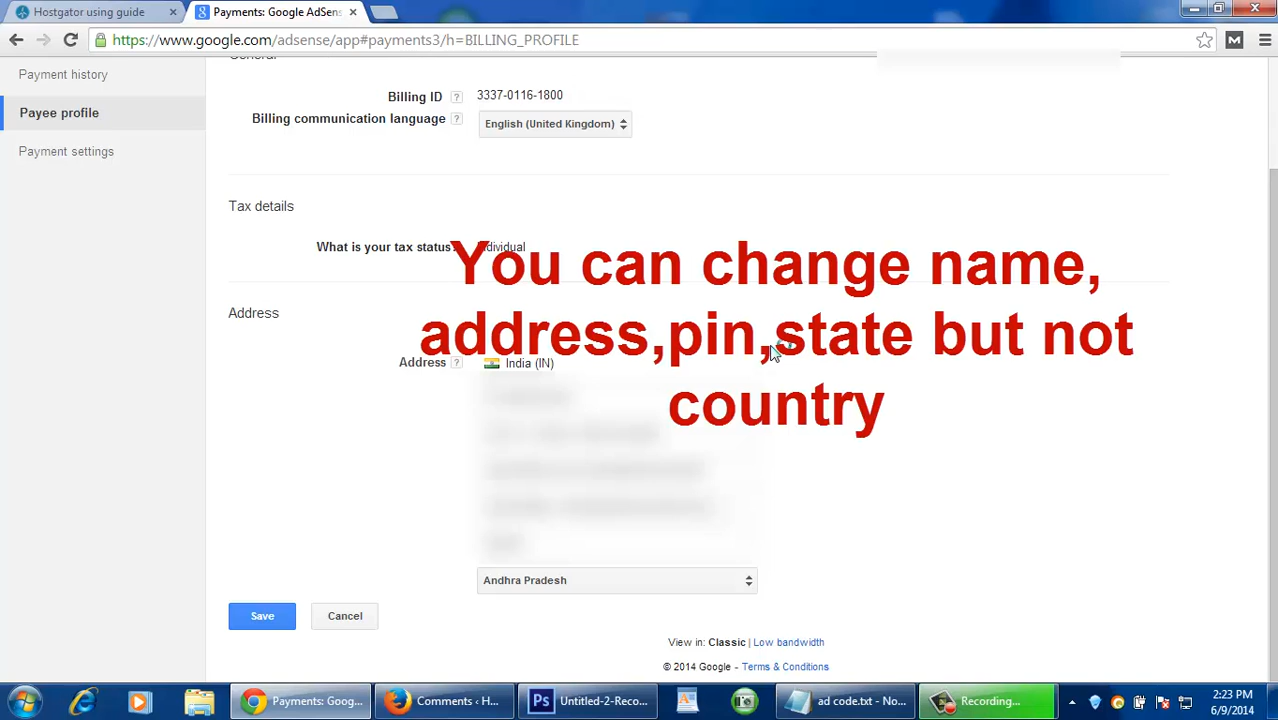 Hostgator using guide
Payments: Google AdSens
https://www.google.com/adsense/app#payments3/h=BILLING_PROFILE
M
Payment history
General
Billing ID ? 3337-0116-1800
Payee profile
Billing communication language ? English (United Kingdom)
Payment settings
Tax details
What is your tax status
You can change name,
address,pin,state but not
country
Address
Address ? India (IN)
Andhra Pradesh
Save Cancel
View in: Classic | Low bandwidth
© 2014 Google - Terms & Conditions
Payments: Goog...
Comments ‹ H...
Ps Untitled-2-Reco...
ad code.txt - No...
Recording...
2:23 PM
6/9/2014